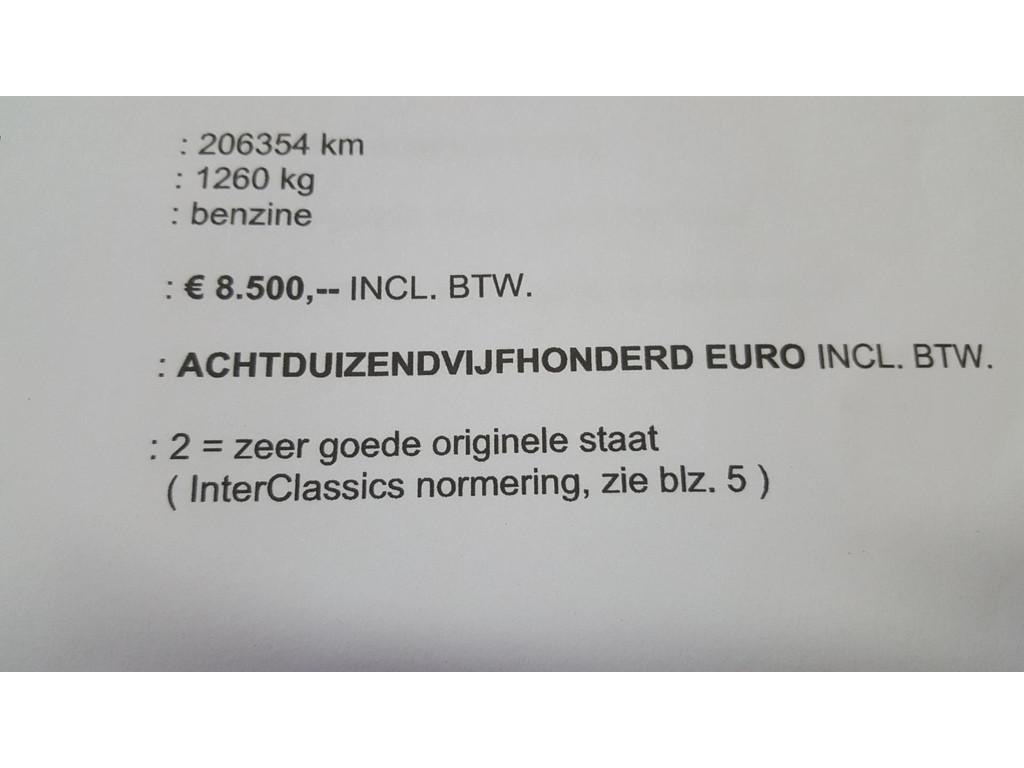 : 206354 km
: 1260 kg
: benzine
: € 8.500,-- INCL. BTW.
: ACHTDUIZENDVIJFHONDERD EURO INCL. BTW.
: 2 = zeer goede originele staat
( InterClassics normering, zie blz. 5 )